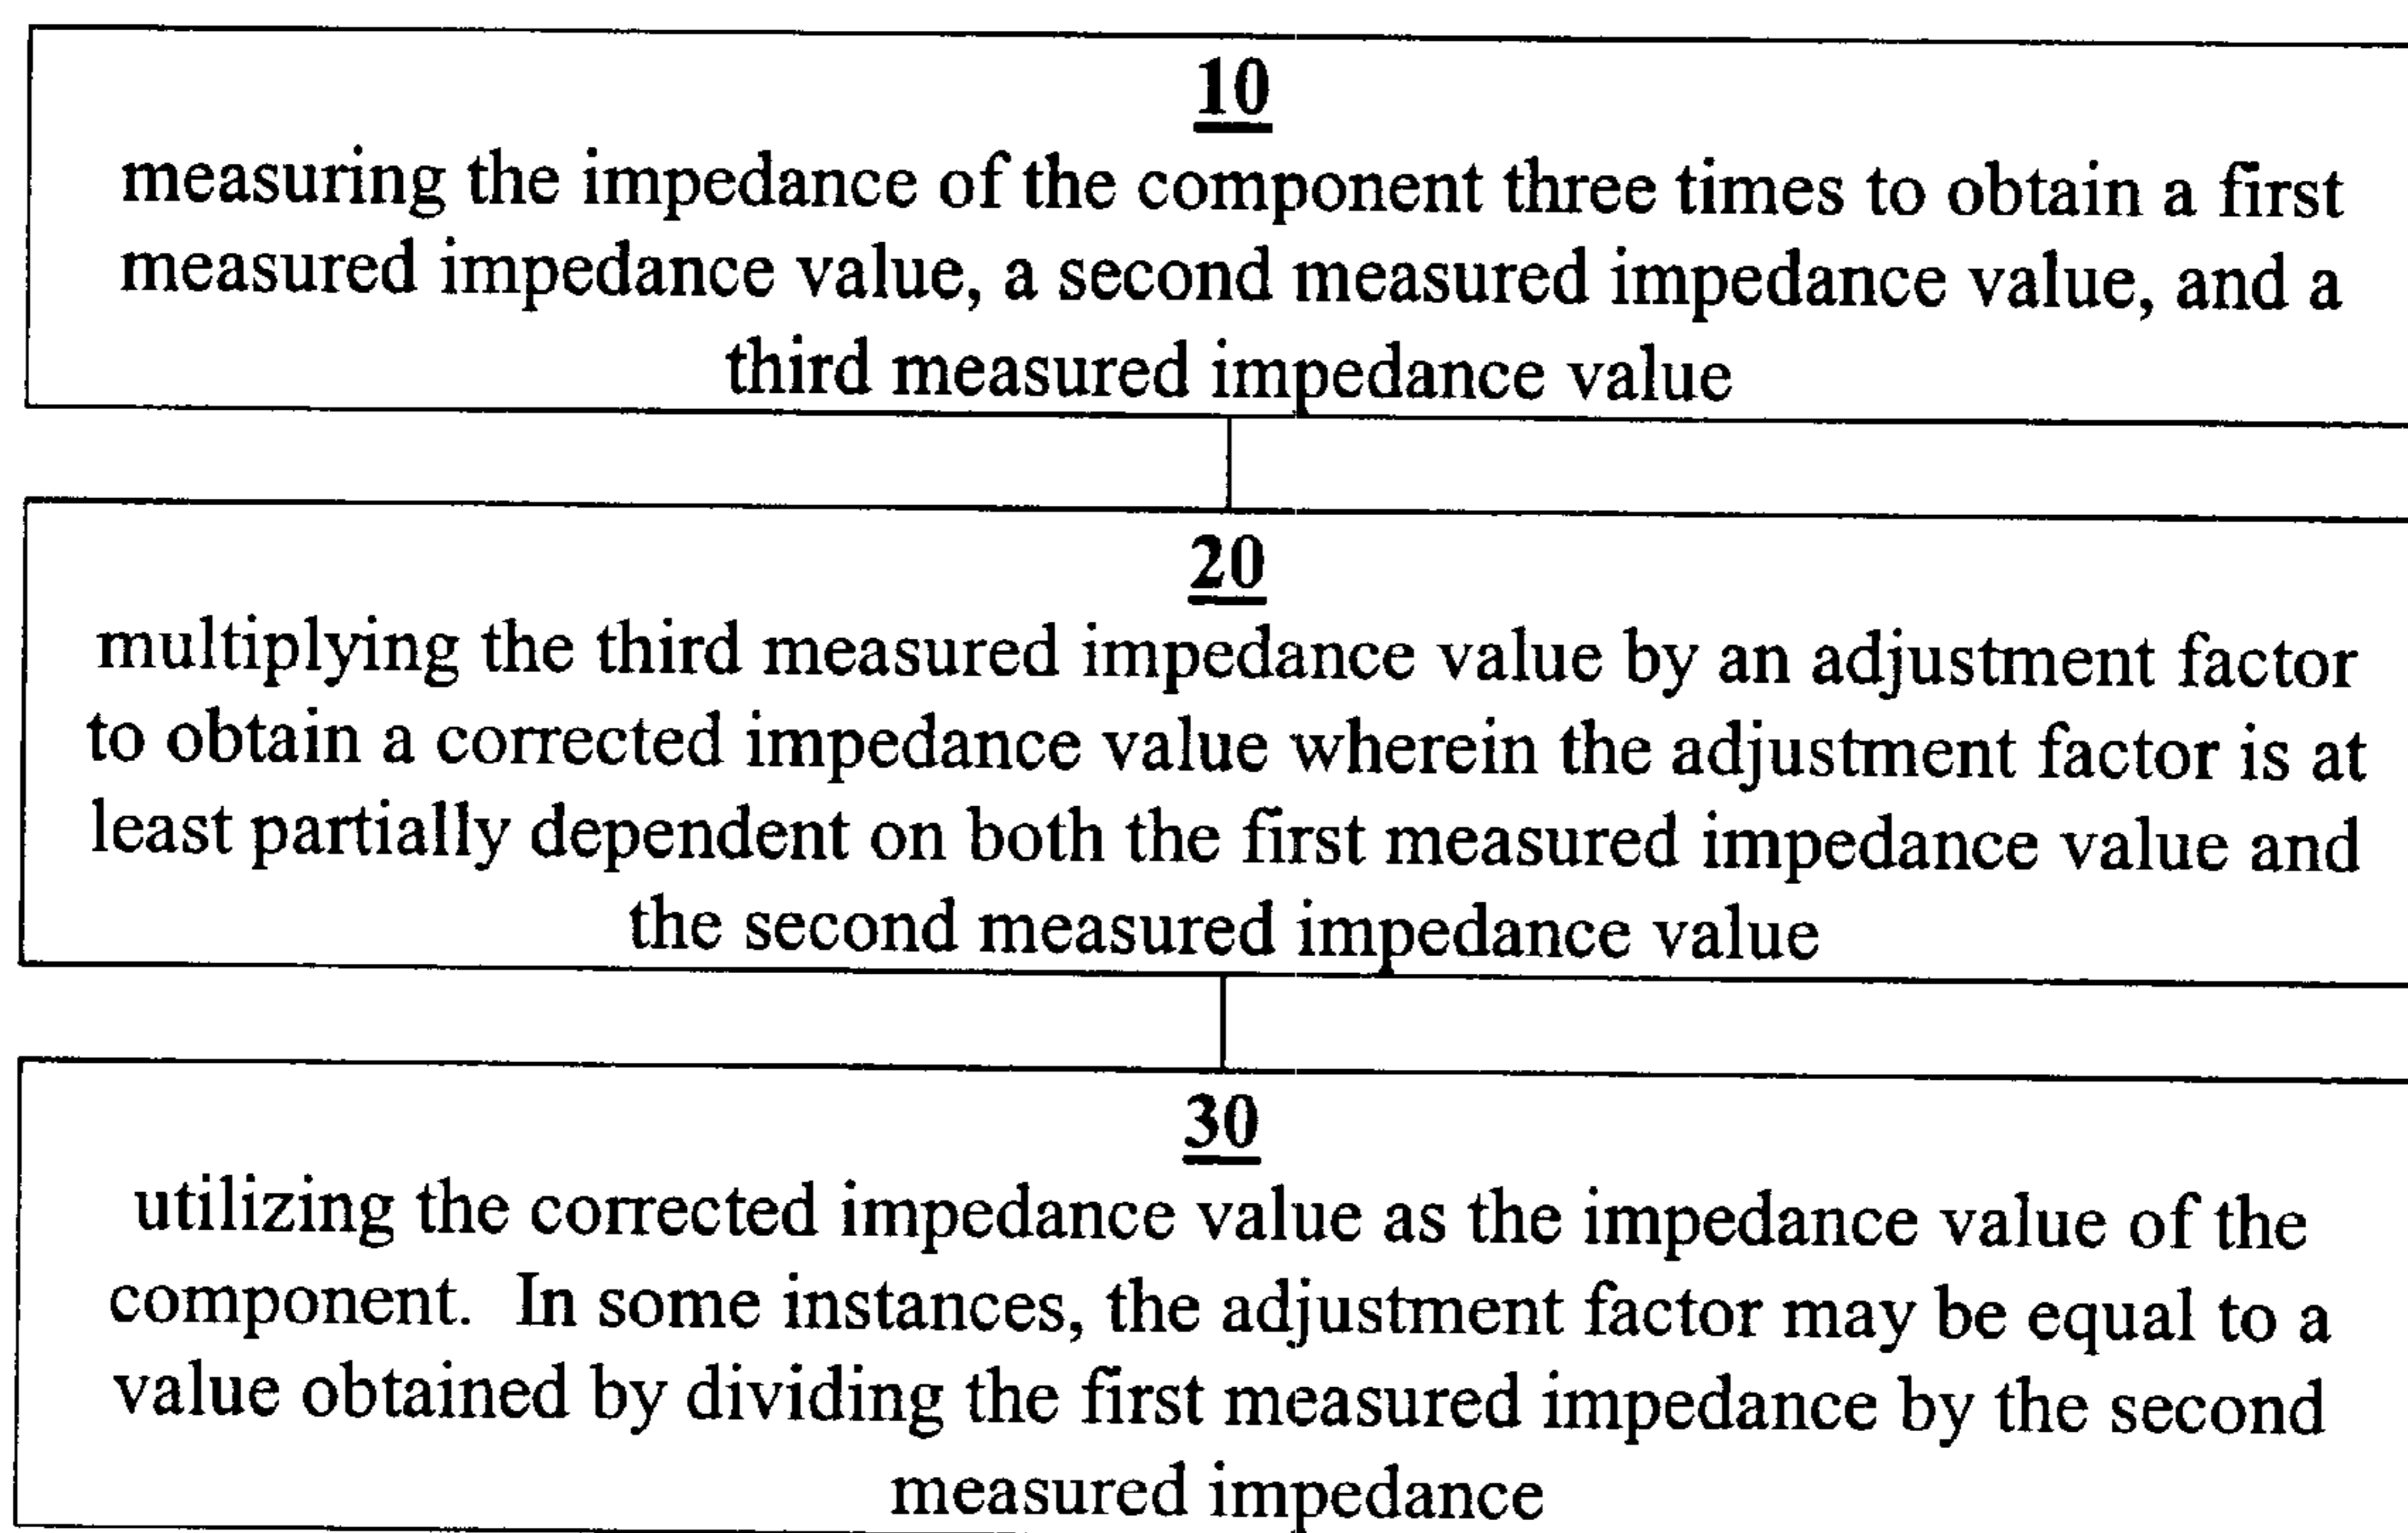 10
measuring the impedance of the component three times to obtain a first
measured impedance value, a second measured impedance value, and a
third measured impedance value
20
multiplying the third measured impedance value by an adjustment factor
to obtain a corrected impedance value wherein the adjustment factor is at
least partially dependent on both the first measured impedance value and
the second measured impedance value
30
utilizing the corrected impedance value as the impedance value of the
component. In some instances, the adjustment factor may be equal to a
value obtained by dividing the first measured impedance by the second
measured impedance